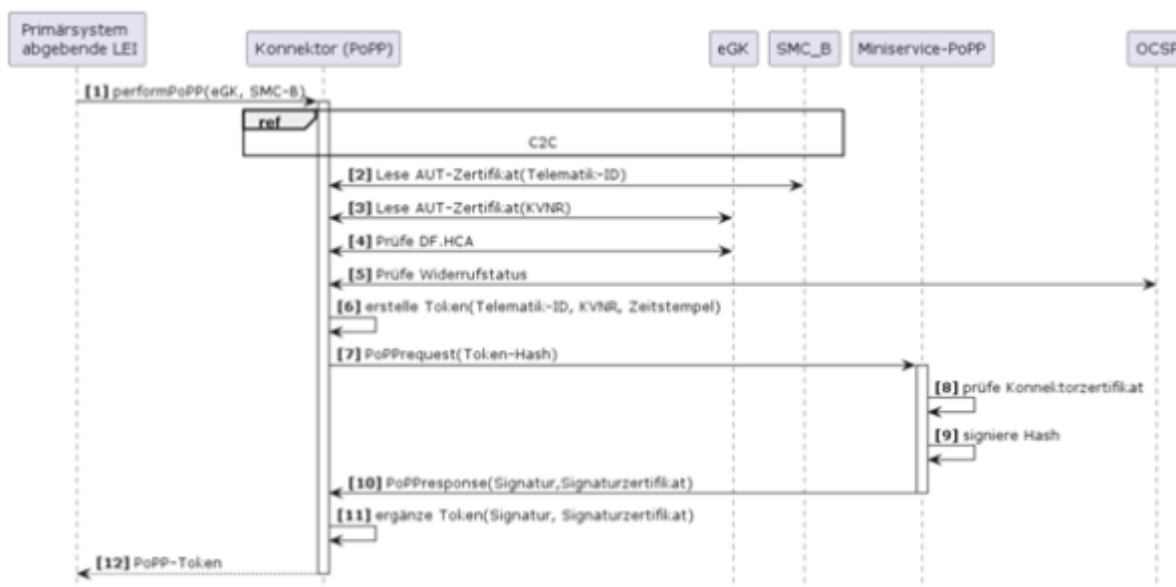 Primärsystem
abgebende LEI
Konnektor (PoPP)
eGK
SMC_B
Miniservice-PoPP
OCSP
[1] performPoPP(eGK, SMC-B)
ref
C2C
[2] Lese AUT-Zertifikat(Telematik-ID)
[3] Lese AUT-Zertifikat(KVNR)
[4] Prüfe DF.HCA
[5] Prüfe Widerrufstatus
[6] erstelle Token(Telematik-ID, KVNR, Zeitstempel)
[7] PoPPrequest(Token-Hash)
[8] prüfe Konnektorzertifikat
[9] signiere Hash
[10] PoPPresponse(Signatur,Signaturzertifikat)
[11] ergänze Token(Signatur, Signaturzertifikat)
[12] PoPP-Token